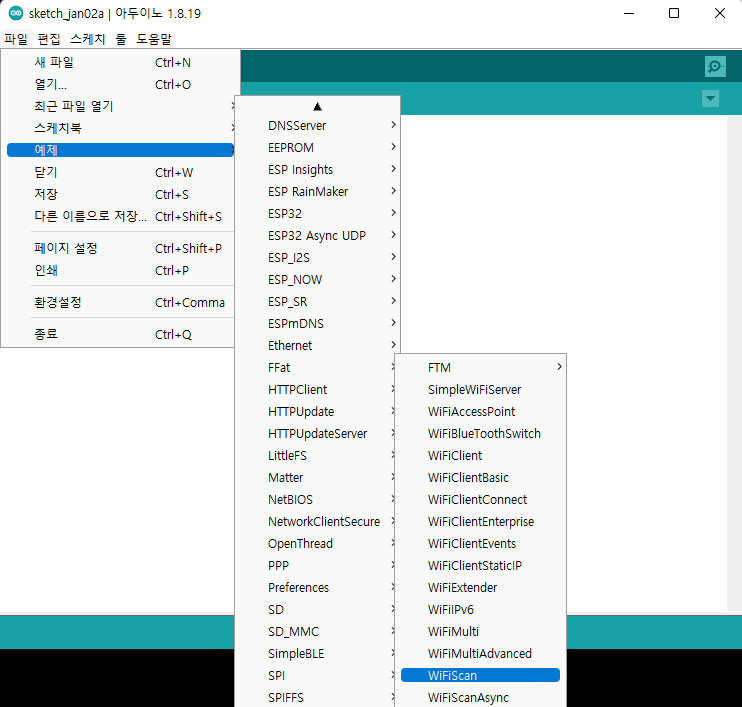 sketch_jan02a | 아두이노 1.8.19
파일 편집 스케치 툴 도움말
새 파일 Ctrl+N
열기... Ctrl+O
최근 파일 열기
스케치북
예제
닫기 Ctrl+W
저장 Ctrl+S
다른 이름으로 저장... Ctrl+Shift+S
페이지 설정 Ctrl+Shift+P
인쇄 Ctrl+P
환경설정 Ctrl+Comma
종료 Ctrl+Q
DNSServer
EEPROM
ESP Insights
ESP RainMaker
ESP32
ESP32 Async UDP
ESP_I2S
ESP_NOW
ESP_SR
ESPmDNS
Ethernet
FFat
HTTPClient
HTTPUpdate
HTTPUpdateServer
LittleFS
Matter
NetBIOS
NetworkClientSecure
OpenThread
PPP
Preferences
SD
SD_MMC
SimpleBLE
SPI
SPIFFS
FTM
SimpleWiFiServer
WiFiAccessPoint
WiFiBlueToothSwitch
WiFiClient
WiFiClientBasic
WiFiClientConnect
WiFiClientEnterprise
WiFiClientEvents
WiFiClientStaticIP
WiFiExtender
WiFiIPv6
WiFiMulti
WiFiMultiAdvanced
WiFiScan
WiFiScanAsync